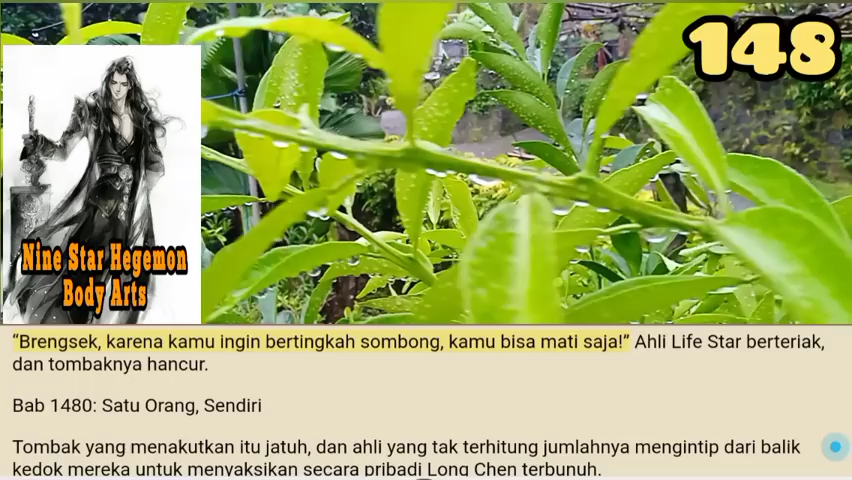 148
Nine Star Hegemon
Body Arts
“Brengsek, karena kamu ingin bertingkah sombong, kamu bisa mati saja!” Ahli Life Star berteriak,
dan tombaknya hancur.
Bab 1480: Satu Orang, Sendiri
Tombak yang menakutkan itu jatuh, dan ahli yang tak terhitung jumlahnya mengintip dari balik
kedok mereka untuk menyaksikan secara pribadi Long Chen terbunuh.